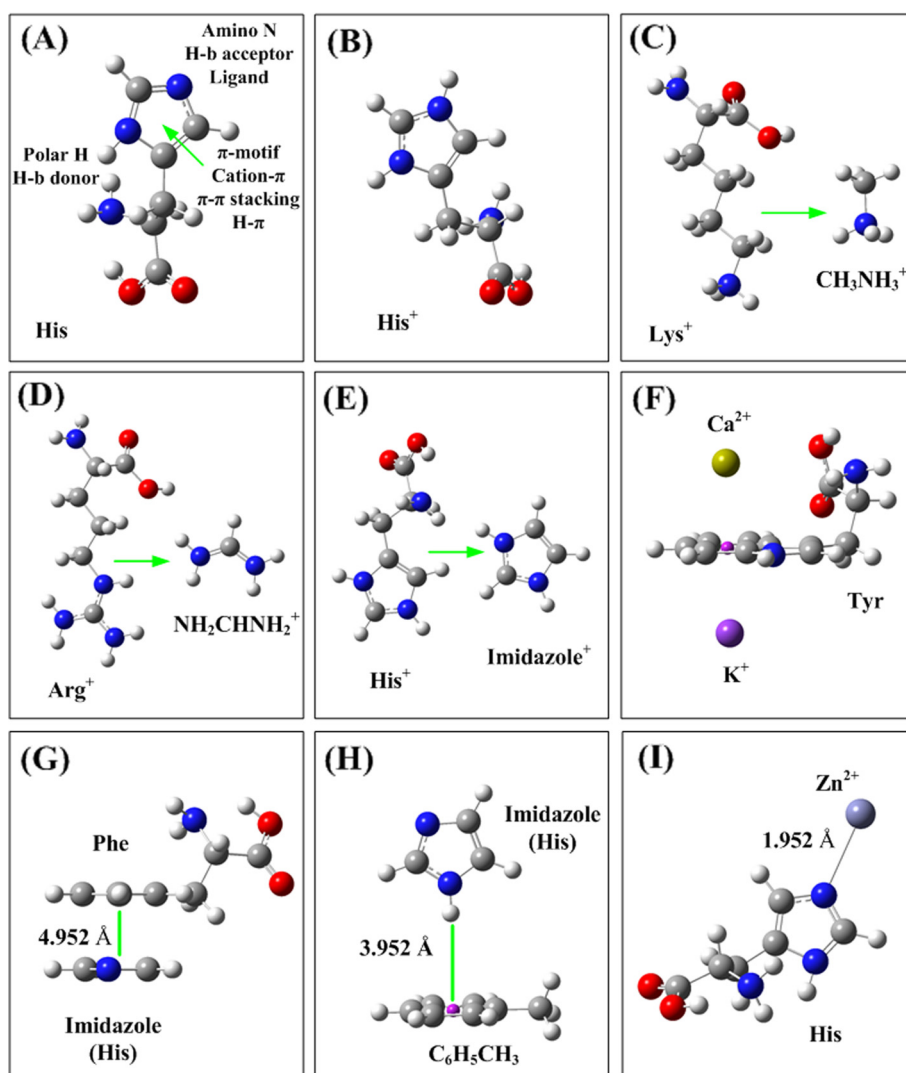 (A)
Amino N
H-b acceptor
Ligand
Polar H
H-b donor
π-motif
Cation-π
π-π stacking
H-π
His
(B)
His⁺
(C)
CH₃NH₃⁺
Lys⁺
(D)
NH₂CHNH₂⁺
Arg⁺
(E)
His⁺
Imidazole⁺
(F)
Ca²⁺
Tyr
K⁺
(G)
Phe
4.952 Å
Imidazole
(His)
(H)
Imidazole
(His)
3.952 Å
C₆H₅CH₃
(I)
Zn²⁺
1.952 Å
His